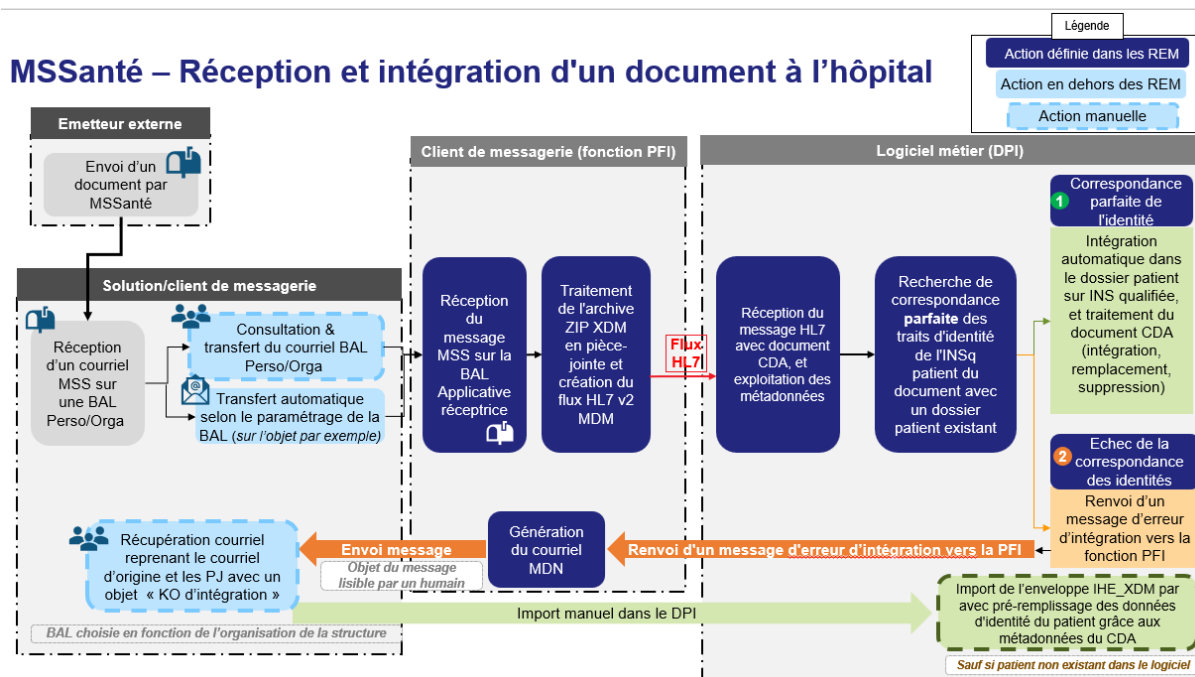 Légende
Action définie dans les REM
Action en dehors des REM
Action manuelle
MSSanté – Réception et intégration d'un document à l'hôpital
Emetteur externe
Envoi d'un
document par
MSSanté
Solution/client de messagerie
Réception
d'un courriel
MSS sur
une BAL
Perso/Orga
Consultation &
transfert du courriel BAL
Perso/Orga
Transfert automatique
selon le paramétrage de la
BAL (sur l'objet par exemple)
Client de messagerie (fonction PFI)
Réception
du
message
MSS sur la
BAL
Applicative
réceptrice
Traitement
de l'archive
ZIP XDM
en pièce-
jointe et
création du
flux HL7 v2
MDM
Flux
HL7
Logiciel métier (DPI)
Réception du
message HL7
avec document
CDA, et
exploitation des
métadonnées
Recherche de
correspondance
parfaite des
traits d'identité
de l'INSq
patient du
document avec
un dossier
patient existant
1
Correspondance
parfaite de
l'identité
Intégration
automatique dans
le dossier patient
sur INS qualifiée,
et traitement du
document CDA
(intégration,
remplacement,
suppression)
2
Echec de la
correspondance
des identités
Renvoi d'un
message d'erreur
d'intégration vers la
fonction PFI
Renvoi d'un message d'erreur d'intégration vers la PFI
Génération
du courriel
MDN
Envoi message
Objet du message
lisible par un humain
Récupération courriel
reprenant le courriel
d'origine et les PJ avec un
objet « KO d'intégration »
BAL choisie en fonction de l'organisation de la structure
Import manuel dans le DPI
Import de l'enveloppe IHE_XDM par
avec pré-remplissage des données
d'identité du patient grâce aux
métadonnées du CDA
Sauf si patient non existant dans le logiciel